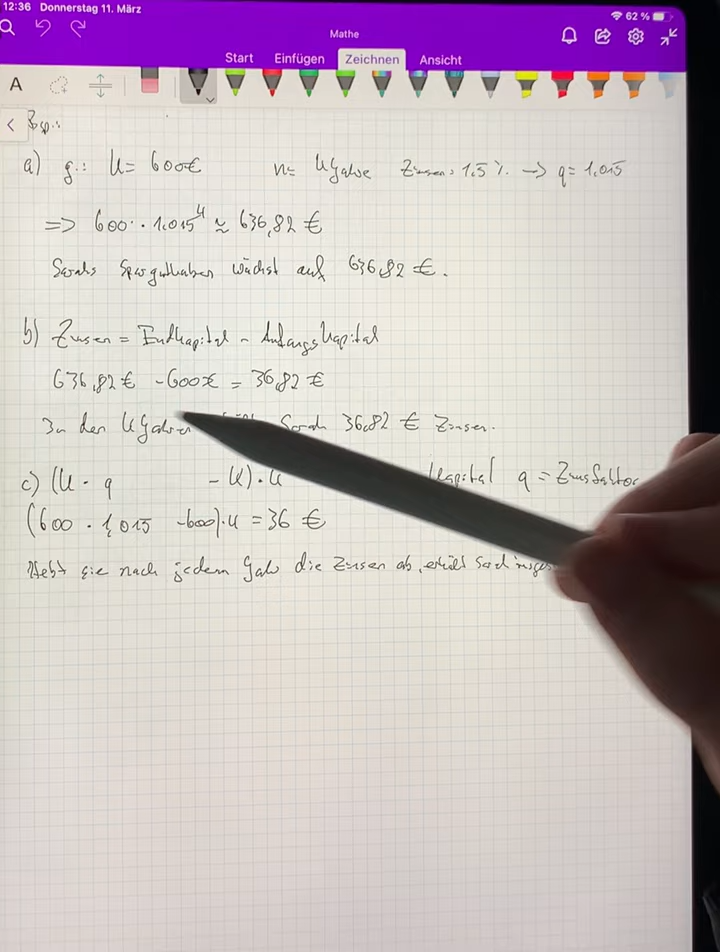 12:36 Donnerstag 11. März
62 %
Mathe
Start Einfügen Zeichnen Ansicht
A
Bsp.:
a) g.: K = 600€ n = 4 Jahre Zinsen: 1,5 % -> q = 1,015
=> 600 · 1,015⁴ ≈ 636,82 €
Sarahs Sparguthaben wächst auf 636,82 €.
b) Zinsen = Endkapital - Anfangskapital
636,82 € - 600€ = 36,82 €
In den 4 Jahren Sarah 36,82 € Zinsen.
c) (K · q - K) · 4 Kapital q = Zinsfaktor
(600 · 1,015 - 600) · 4 = 36 €
Hebt sie nach jedem Jahr die Zinsen ab, erhält Sarah